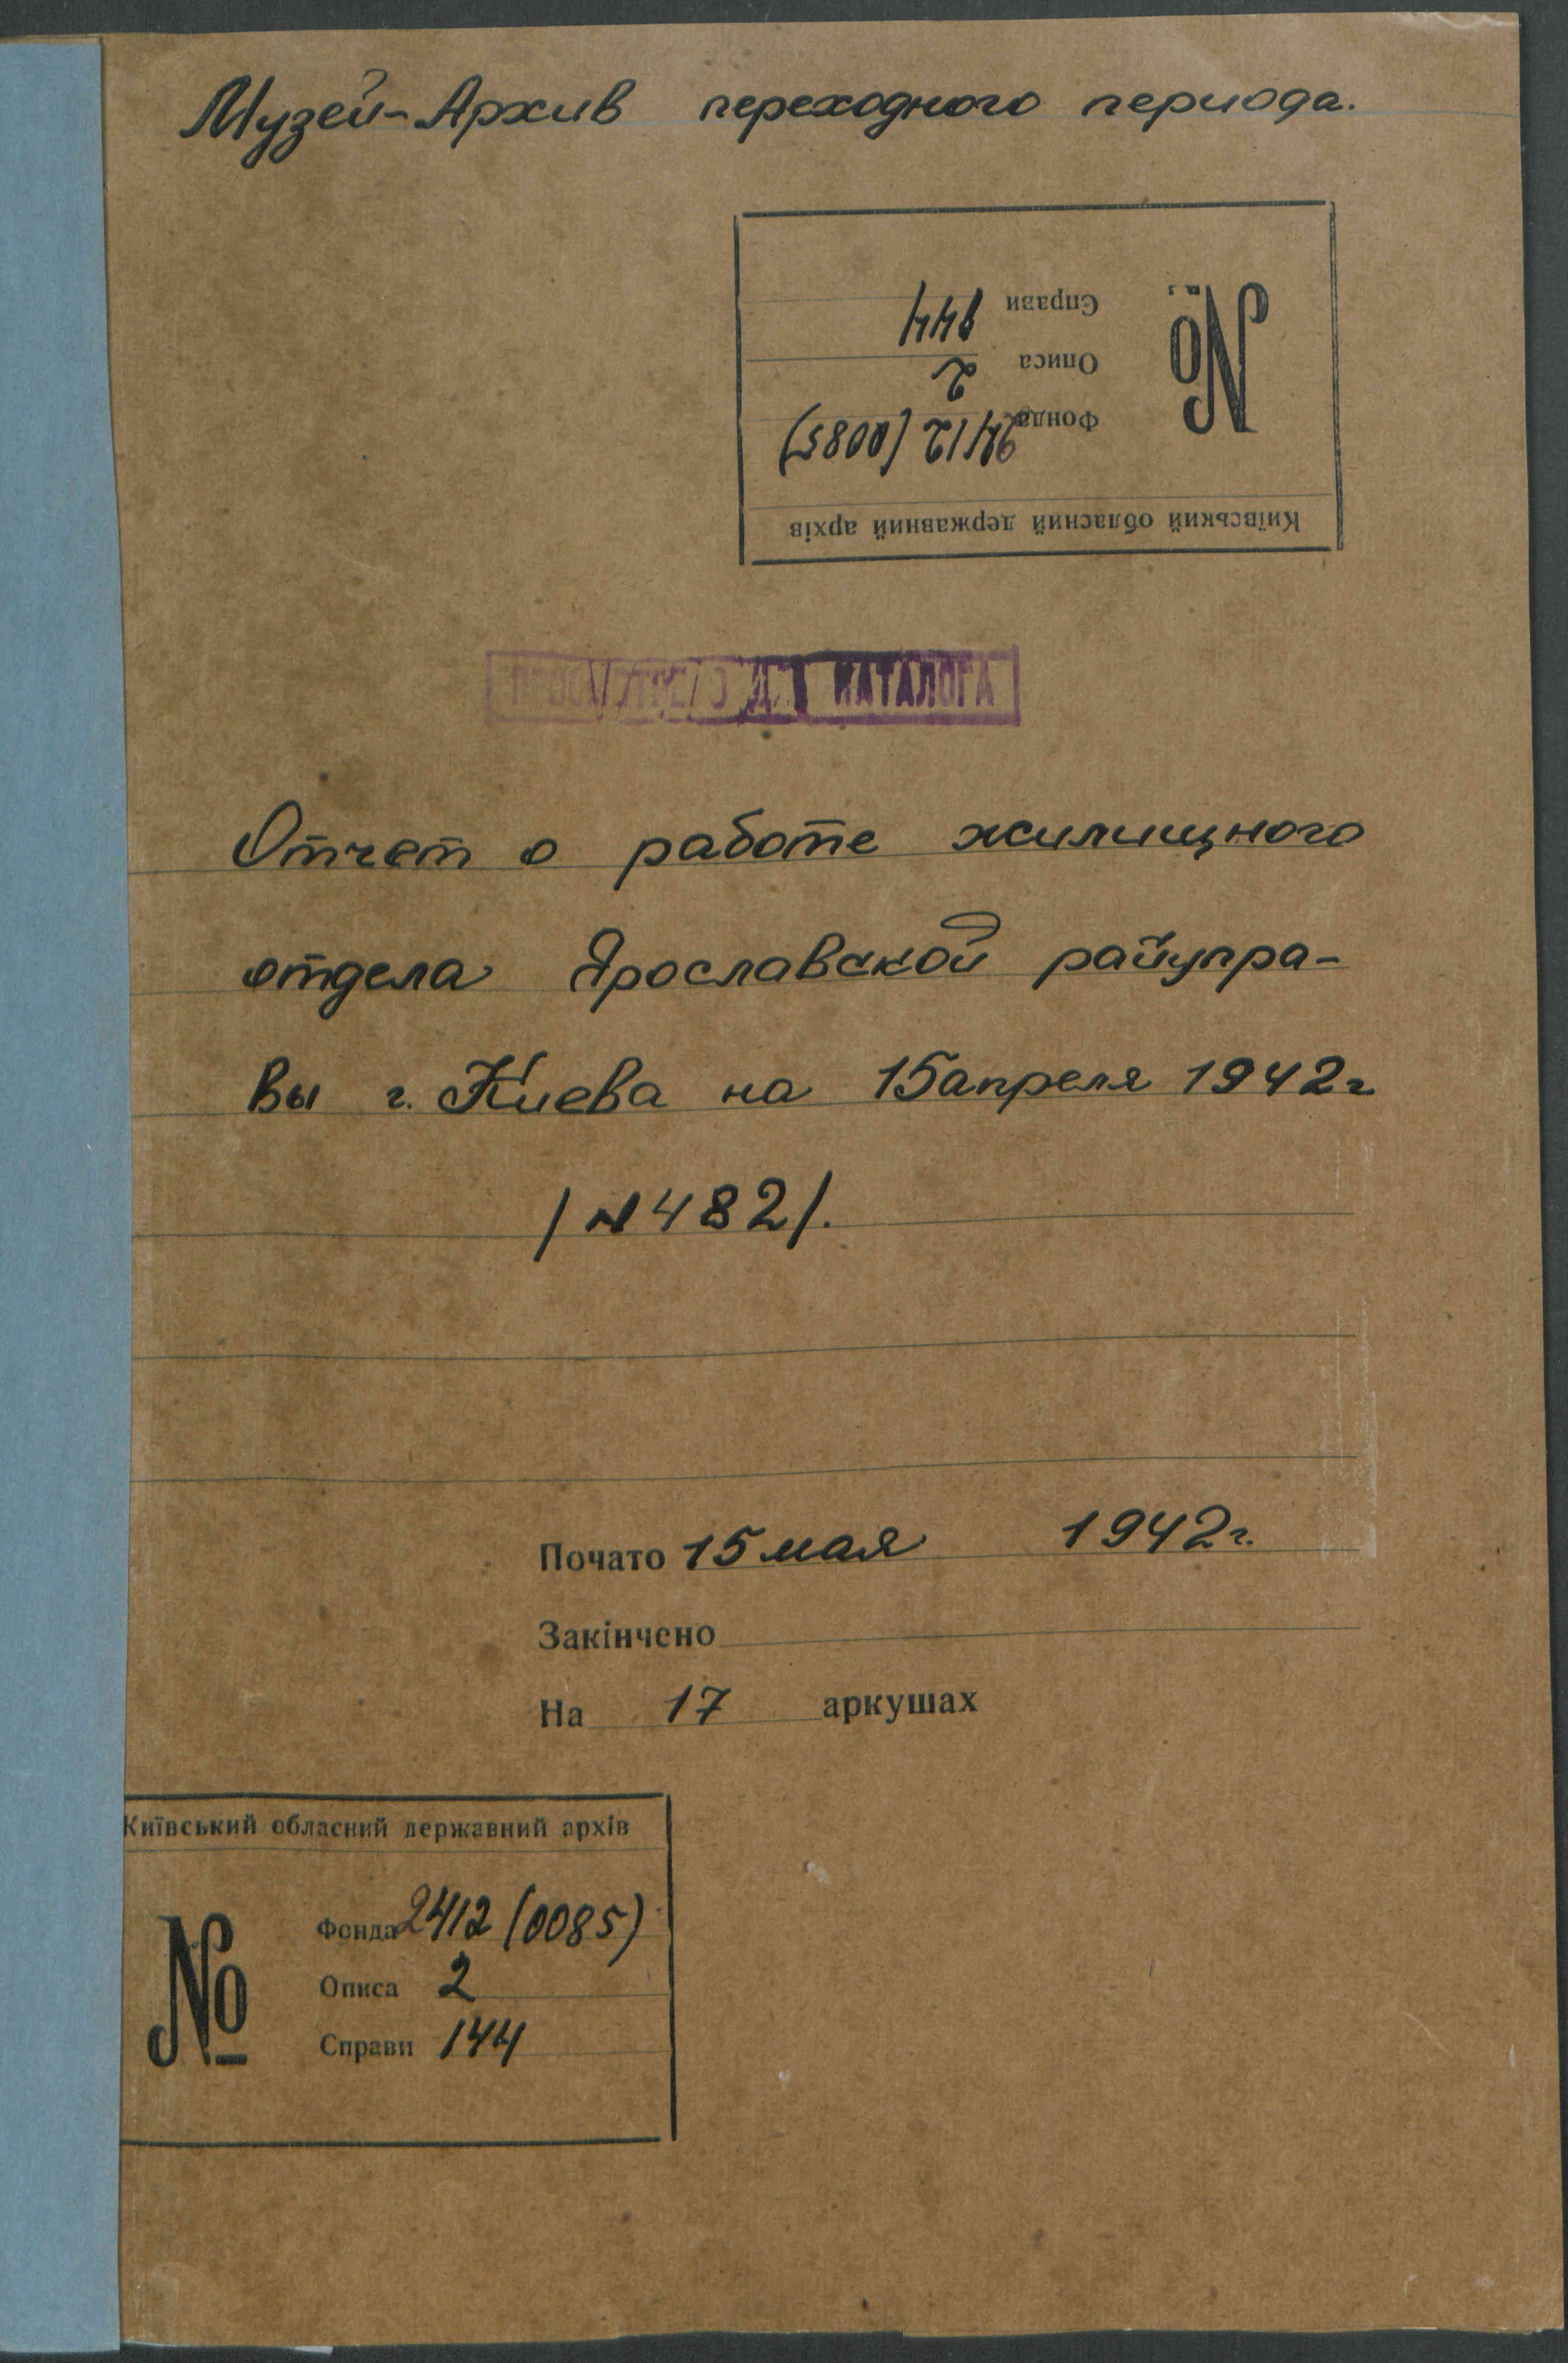 Музей-Архив переходного периода.
Київський обласний державний архів
№
Фонда 2412 (0085)
Описа 2
Справи 144
ПРОСМОТРЕНО ДЛЯ КАТАЛОГА
Отчет о работе жилищного
отдела Ярославской райупра-
вы г. Киева на 15 апреля 1942 г
/№482/.
Почато 15 мая 1942 г.
Закінчено
На 17 аркушах
Київський обласний державний архів
№
Фонда 2412 (0085)
Описа 2
Справи 144